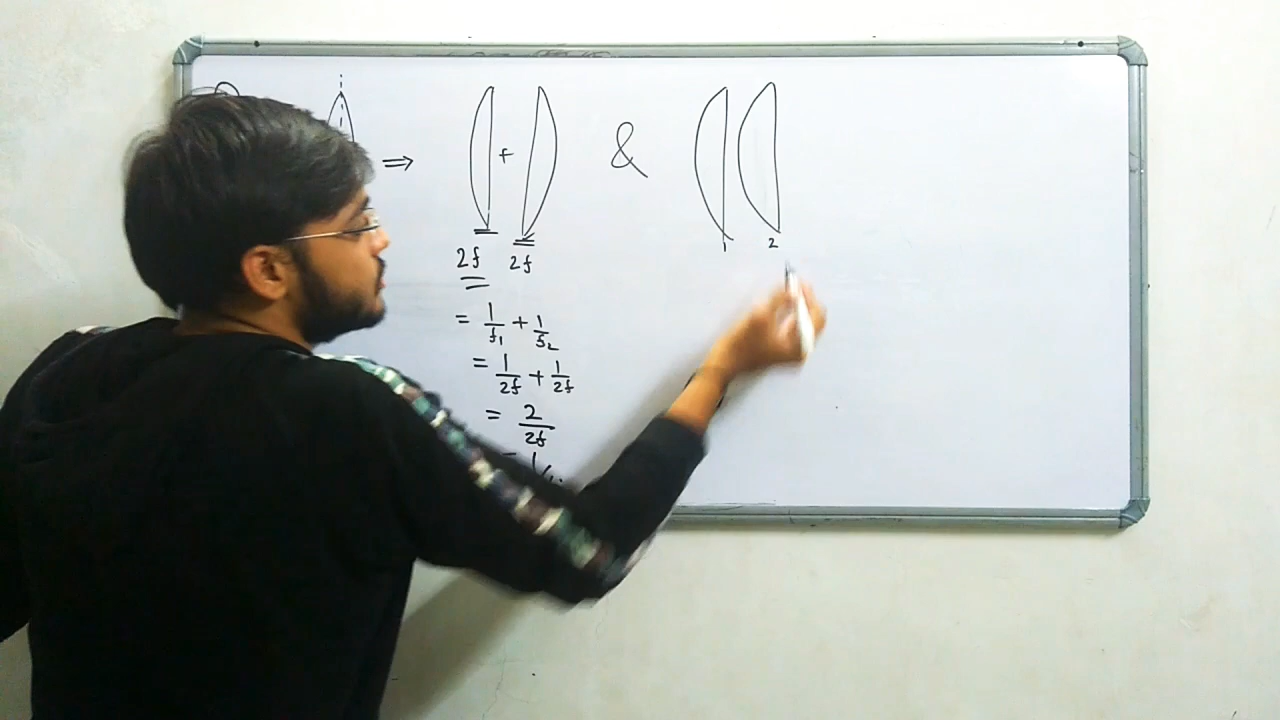 ⇒ + &
1 2
2f 2f
= 1/f₁ + 1/f₂
= 1/2f + 1/2f
= 2/2f